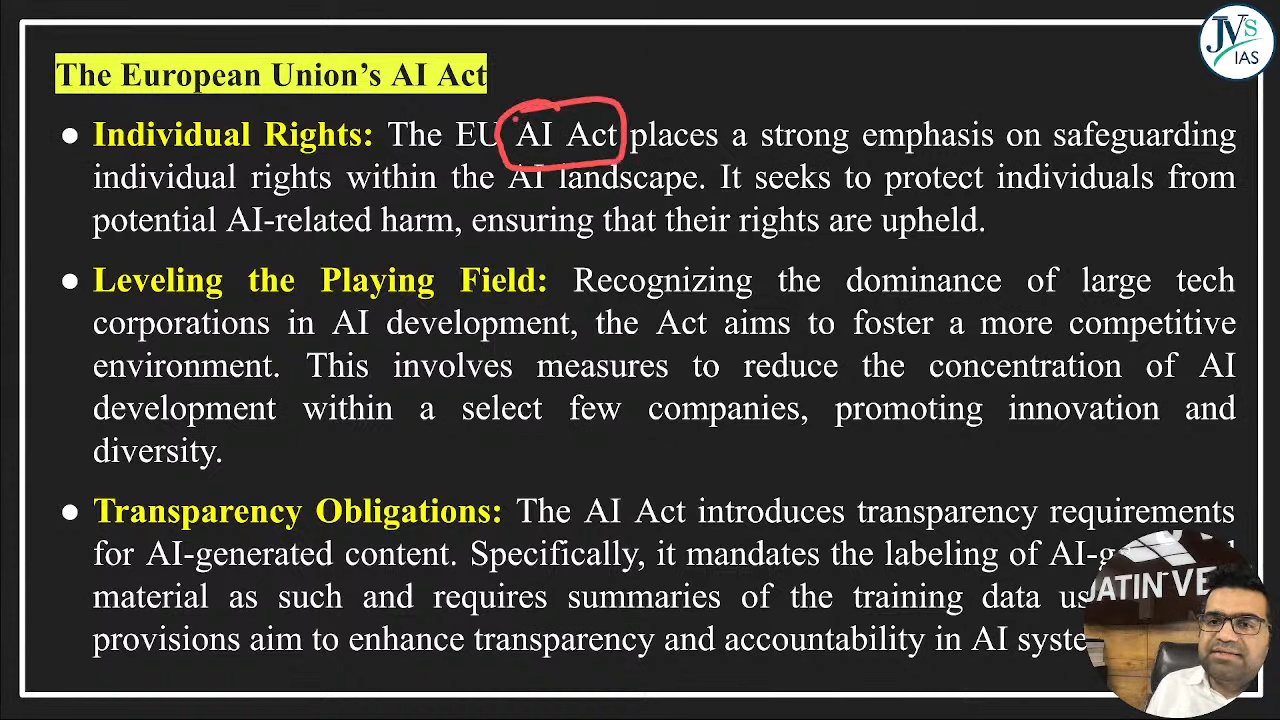 JVS
IAS
The European Union’s AI Act
● Individual Rights: The EU AI Act places a strong emphasis on safeguarding
individual rights within the AI landscape. It seeks to protect individuals from
potential AI-related harm, ensuring that their rights are upheld.
● Leveling the Playing Field: Recognizing the dominance of large tech
corporations in AI development, the Act aims to foster a more competitive
environment. This involves measures to reduce the concentration of AI
development within a select few companies, promoting innovation and
diversity.
● Transparency Obligations: The AI Act introduces transparency requirements
for AI-generated content. Specifically, it mandates the labeling of
material as such and requires summaries of the training data
provisions aim to enhance transparency and accountability in AI
JATIN VE